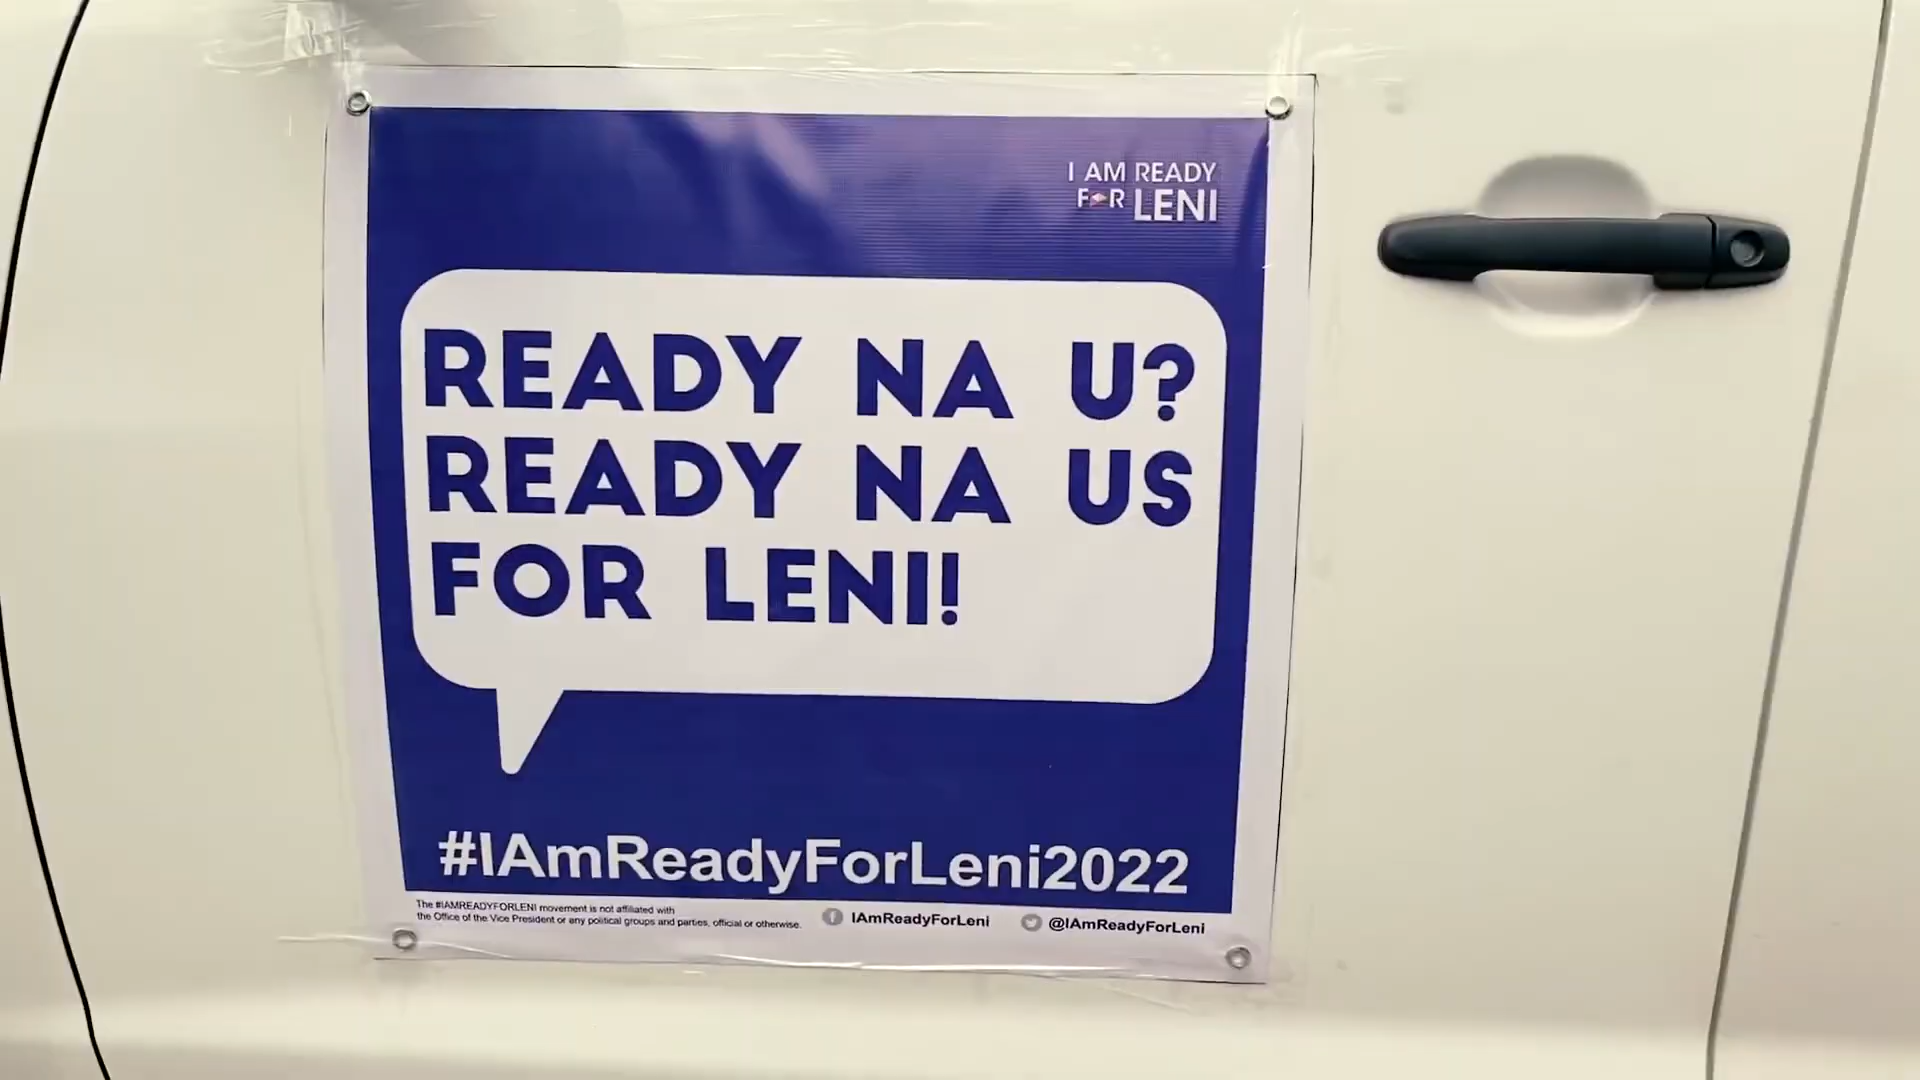 I AM READY
FOR LENI
READY NA U?
READY NA US
FOR LENI!
#IAmReadyForLeni2022
The #IAMREADYFORLENI movement is not affiliated with
the Office of the Vice President or any political groups and parties, official or otherwise.
IAmReadyForLeni
@IAmReadyForLeni